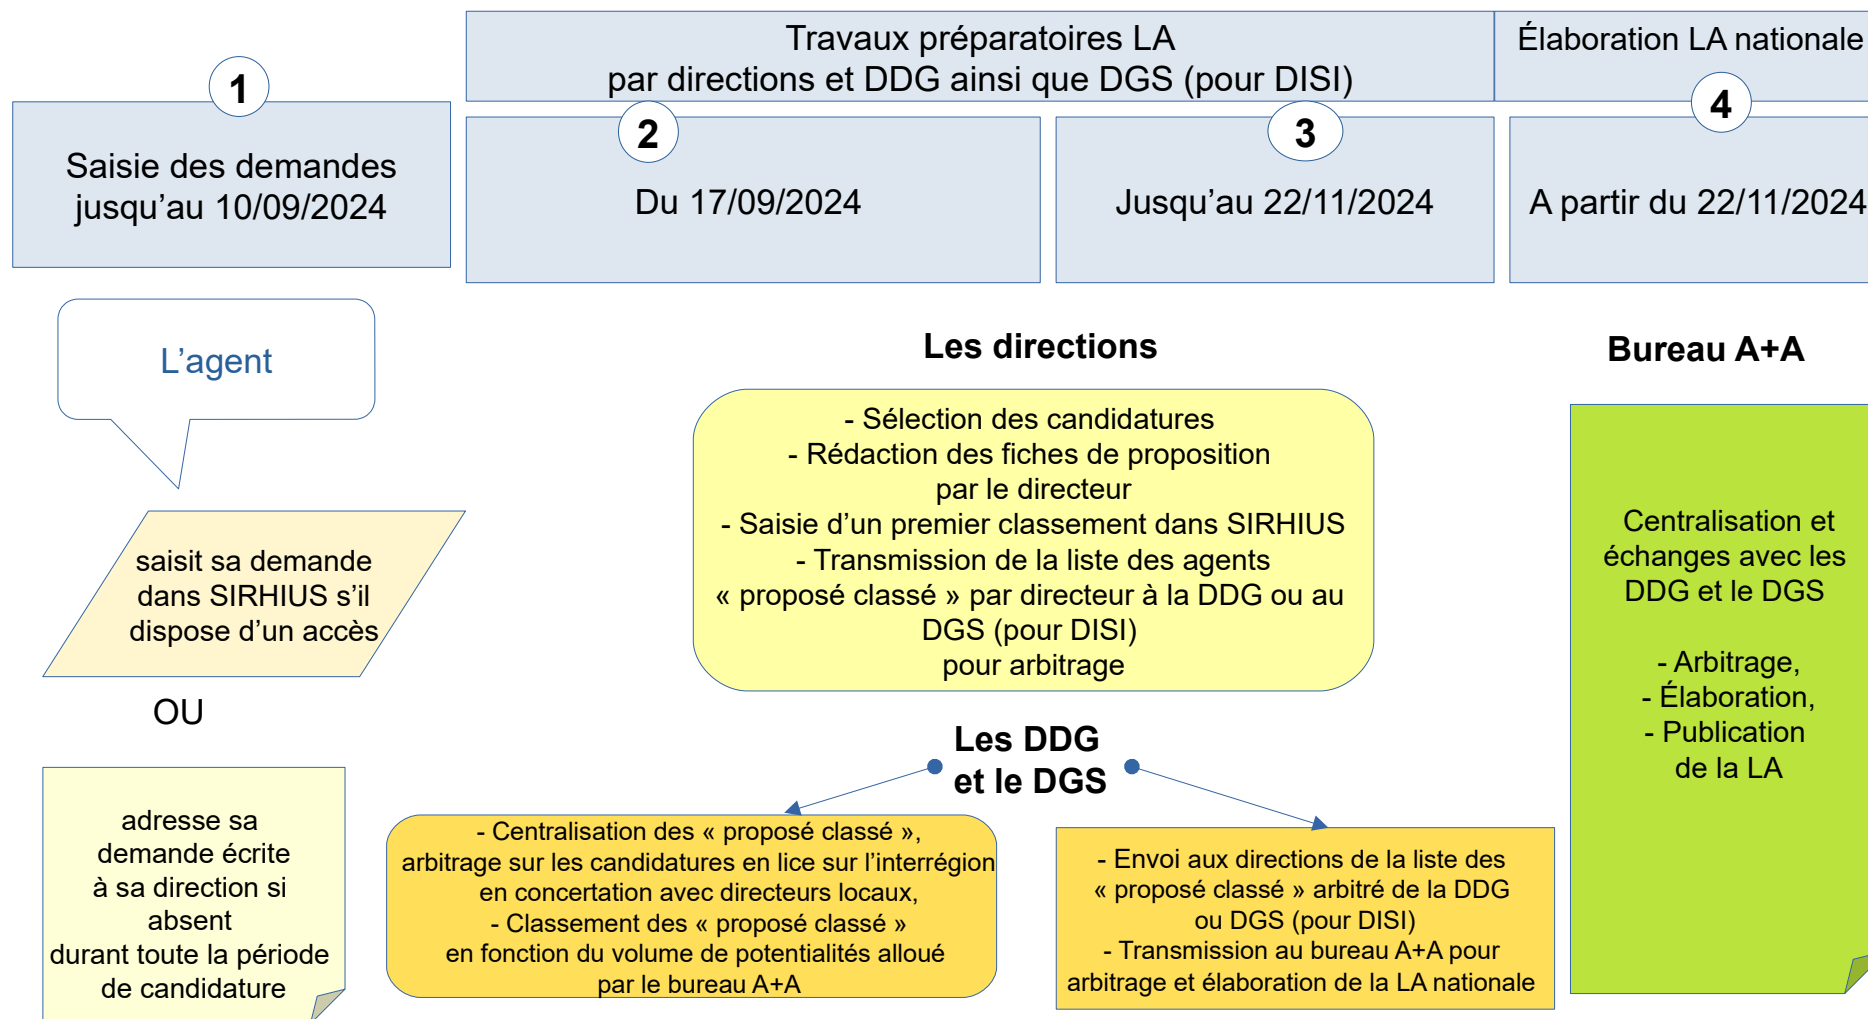 Travaux préparatoires LA
par directions et DDG ainsi que DGS (pour DISI)
Élaboration LA nationale
1
Saisie des demandes
jusqu’au 10/09/2024
2
Du 17/09/2024
3
Jusqu’au 22/11/2024
4
A partir du 22/11/2024
L’agent
saisit sa demande
dans SIRHIUS s’il
dispose d’un accès
OU
adresse sa
demande écrite
à sa direction si
absent
durant toute la période
de candidature
Les directions
- Sélection des candidatures
- Rédaction des fiches de proposition
par le directeur
- Saisie d’un premier classement dans SIRHIUS
- Transmission de la liste des agents
« proposé classé » par directeur à la DDG ou au
DGS (pour DISI)
pour arbitrage
Les DDG
et le DGS
- Centralisation des « proposé classé »,
arbitrage sur les candidatures en lice sur l’interrégion
en concertation avec directeurs locaux,
- Classement des « proposé classé »
en fonction du volume de potentialités alloué
par le bureau A+A
- Envoi aux directions de la liste des
« proposé classé » arbitré de la DDG
ou DGS (pour DISI)
- Transmission au bureau A+A pour
arbitrage et élaboration de la LA nationale
Bureau A+A
Centralisation et
échanges avec les
DDG et le DGS
- Arbitrage,
- Élaboration,
- Publication
de la LA